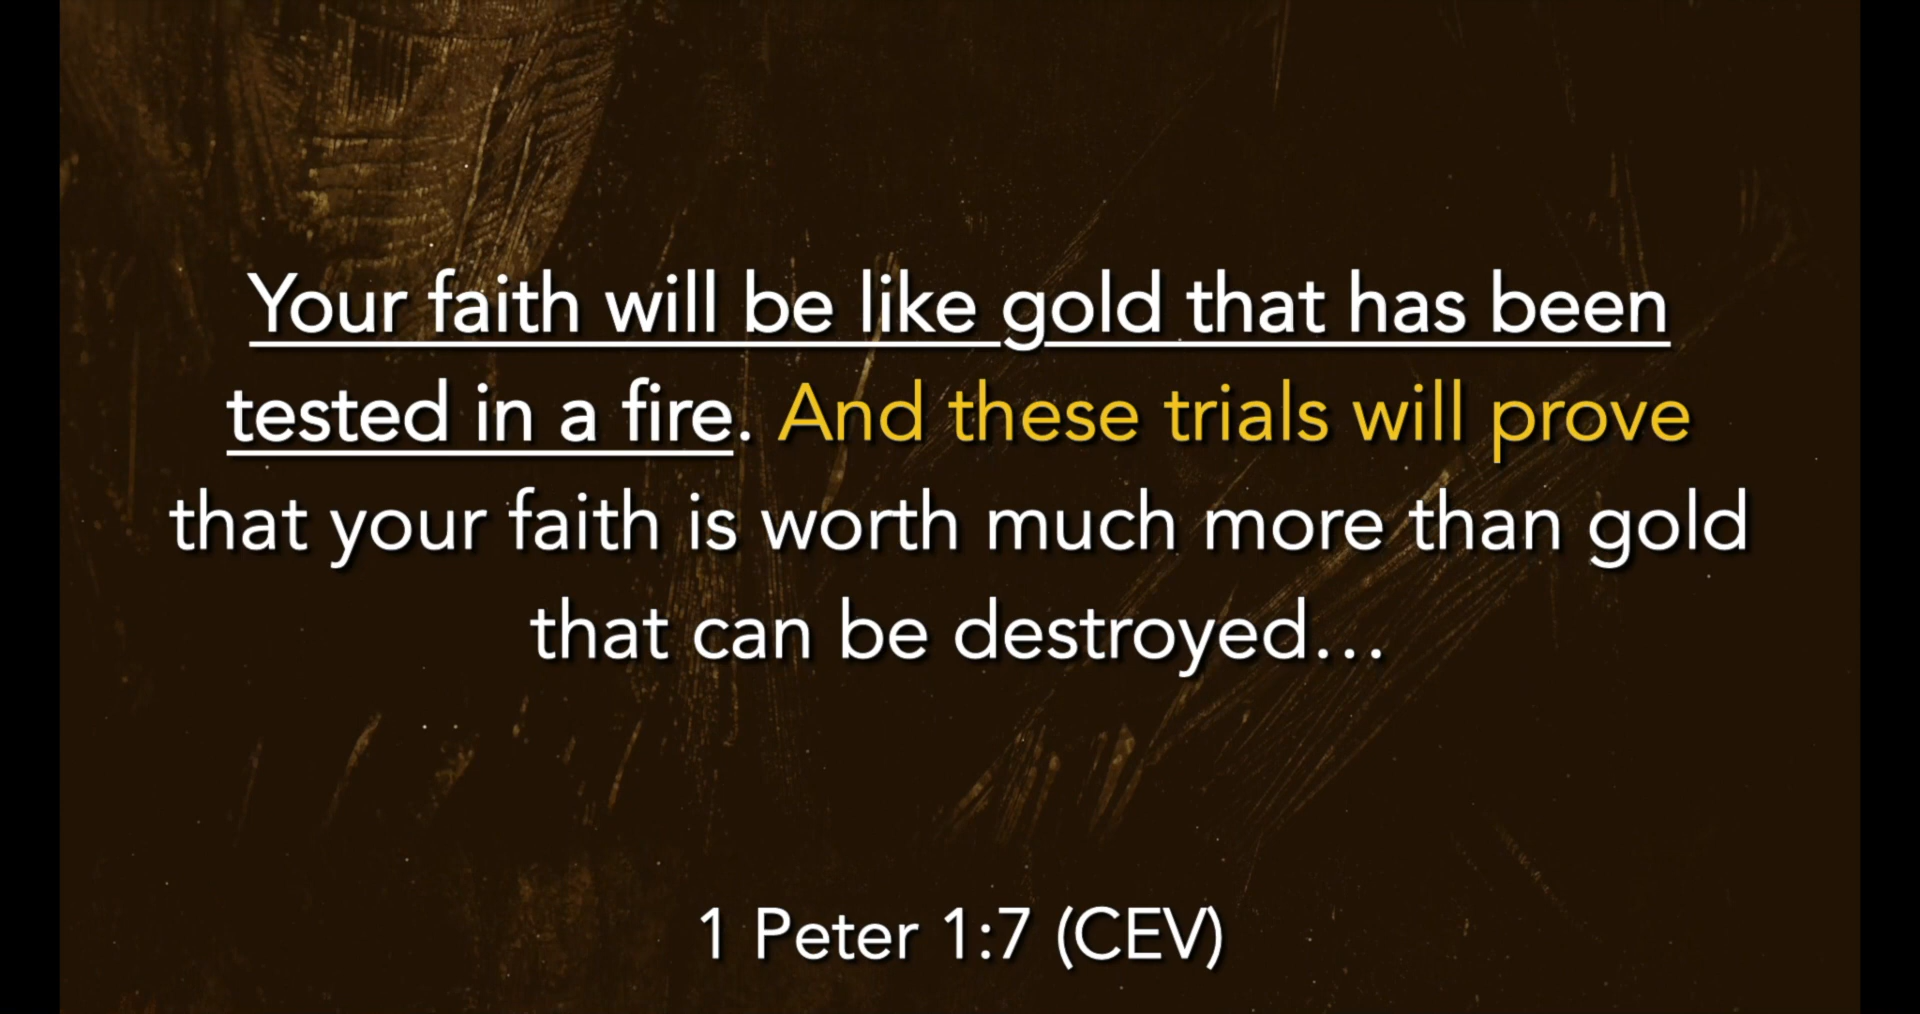 Your faith will be like gold that has been
tested in a fire. And these trials will prove
that your faith is worth much more than gold
that can be destroyed…
1 Peter 1:7 (CEV)